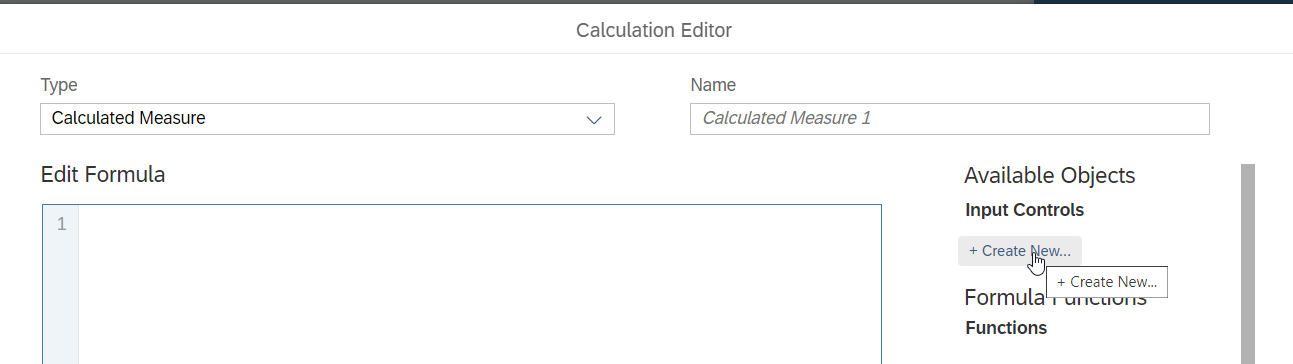 Calculation Editor
Type
Name
Calculated Measure
Calculated Measure 1
Edit Formula
Available Objects
1
Input Controls
+ Create New...
+ Create New...
Formula Functions
Functions